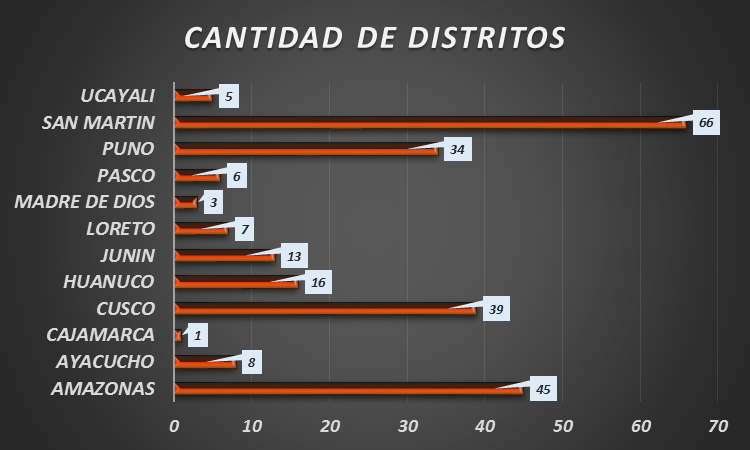 CANTIDAD DE DISTRITOS
UCAYALI 5
SAN MARTIN 66
PUNO 34
PASCO 6
MADRE DE DIOS 3
LORETO 7
JUNIN 13
HUANUCO 16
CUSCO 39
CAJAMARCA 1
AYACUCHO 8
AMAZONAS 45
0 10 20 30 40 50 60 70